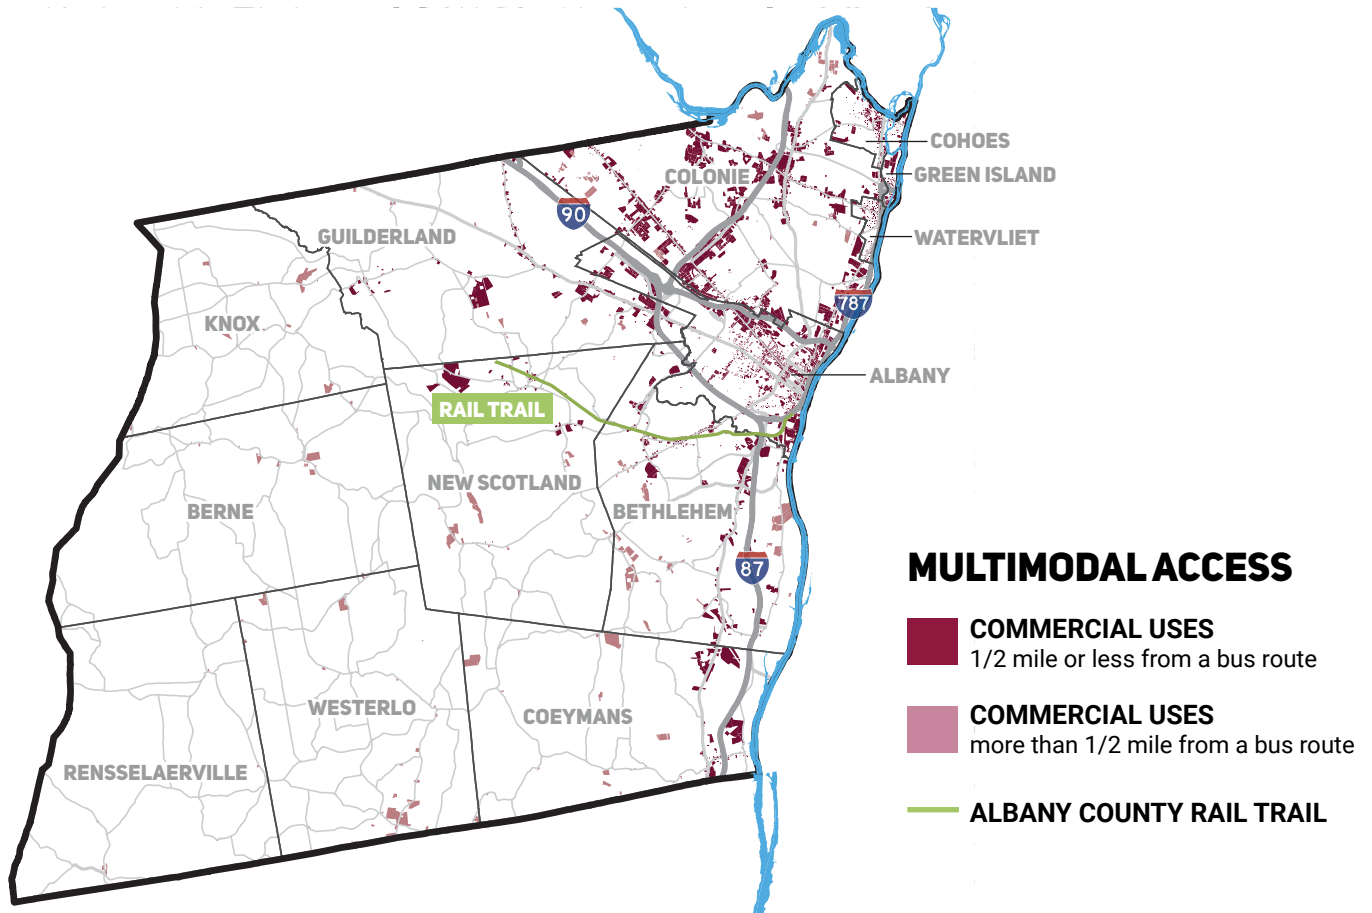 COHOES
GREEN ISLAND
COLONIE
90
GUILDERLAND
WATERVLIET
787
KNOX
ALBANY
RAIL TRAIL
NEW SCOTLAND
BERNE
BETHLEHEM
87
WESTERLO
COEYMANS
RENSSELAERVILLE
MULTIMODAL ACCESS
COMMERCIAL USES
1/2 mile or less from a bus route
COMMERCIAL USES
more than 1/2 mile from a bus route
ALBANY COUNTY RAIL TRAIL